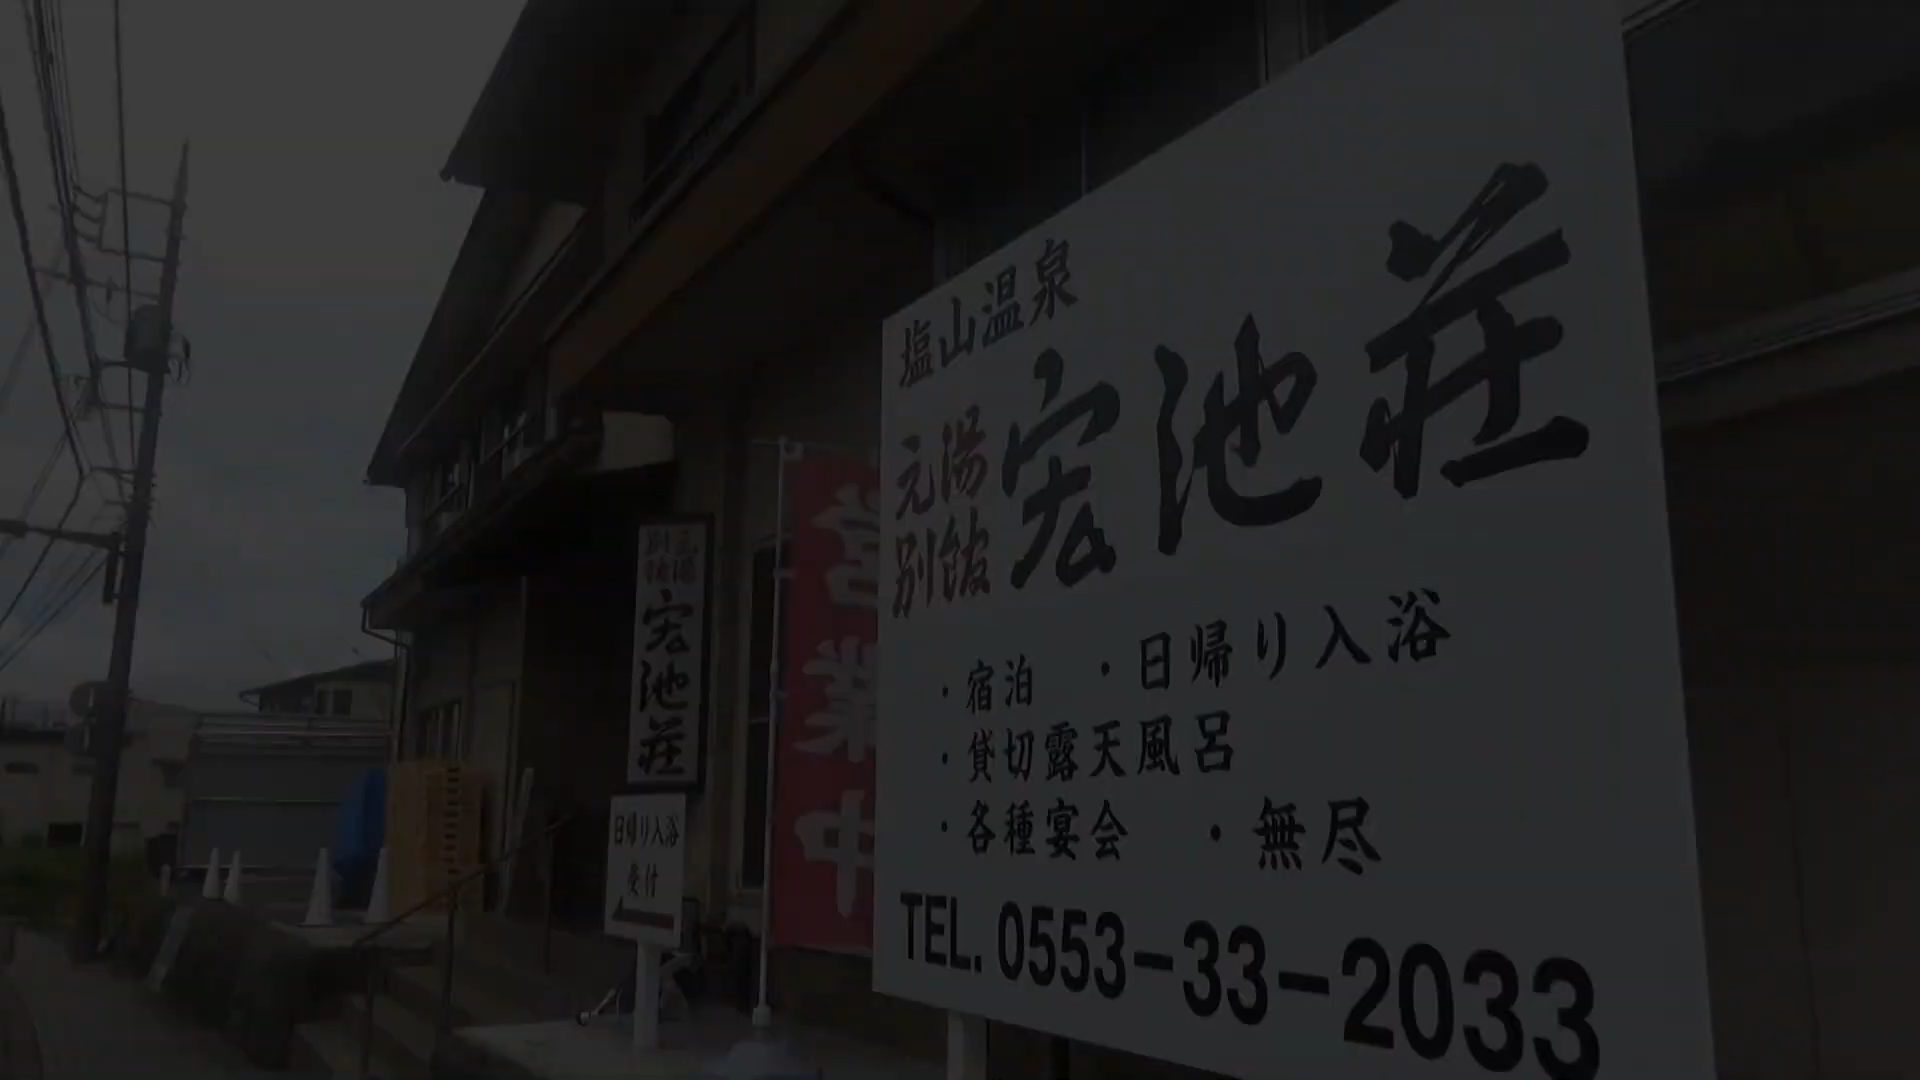 塩山温泉
元湯
別館
宏池荘
・宿泊 ・日帰り入浴
・貸切露天風呂
・各種宴会 ・無尽
TEL. 0553-33-2033
営業中
元湯
別館
宏池荘
日帰り入浴
受付